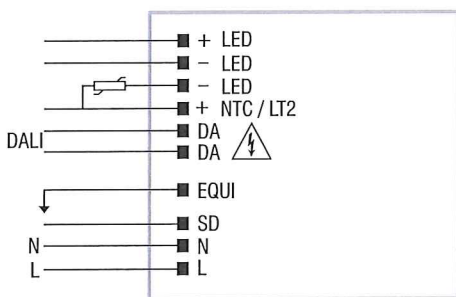 + LED
− LED
− LED
+ NTC / LT2
DALI
DA
DA
EQUI
SD
N N
L L